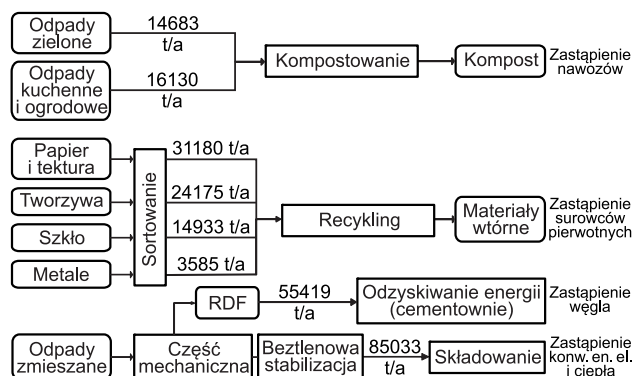 Odpady
zielone
14683
t/a
Odpady
kuchenne
i ogrodowe
16130
t/a
Kompostowanie
Kompost
Zastąpienie
nawozów
Papier
i tektura
Tworzywa
Szkło
Metale
Sortowanie
31180 t/a
24175 t/a
14933 t/a
3585 t/a
Recykling
Materiały
wtórne
Zastąpienie
surowców
pierwotnych
RDF
55419
t/a
Odzyskiwanie energii
(cementownie)
Zastąpienie
węgla
Odpady
zmieszane
Część
mechaniczna
Beztlenowa
stabilizacja
85033
t/a
Składowanie
Zastąpienie
konw. en. el.
i ciepła